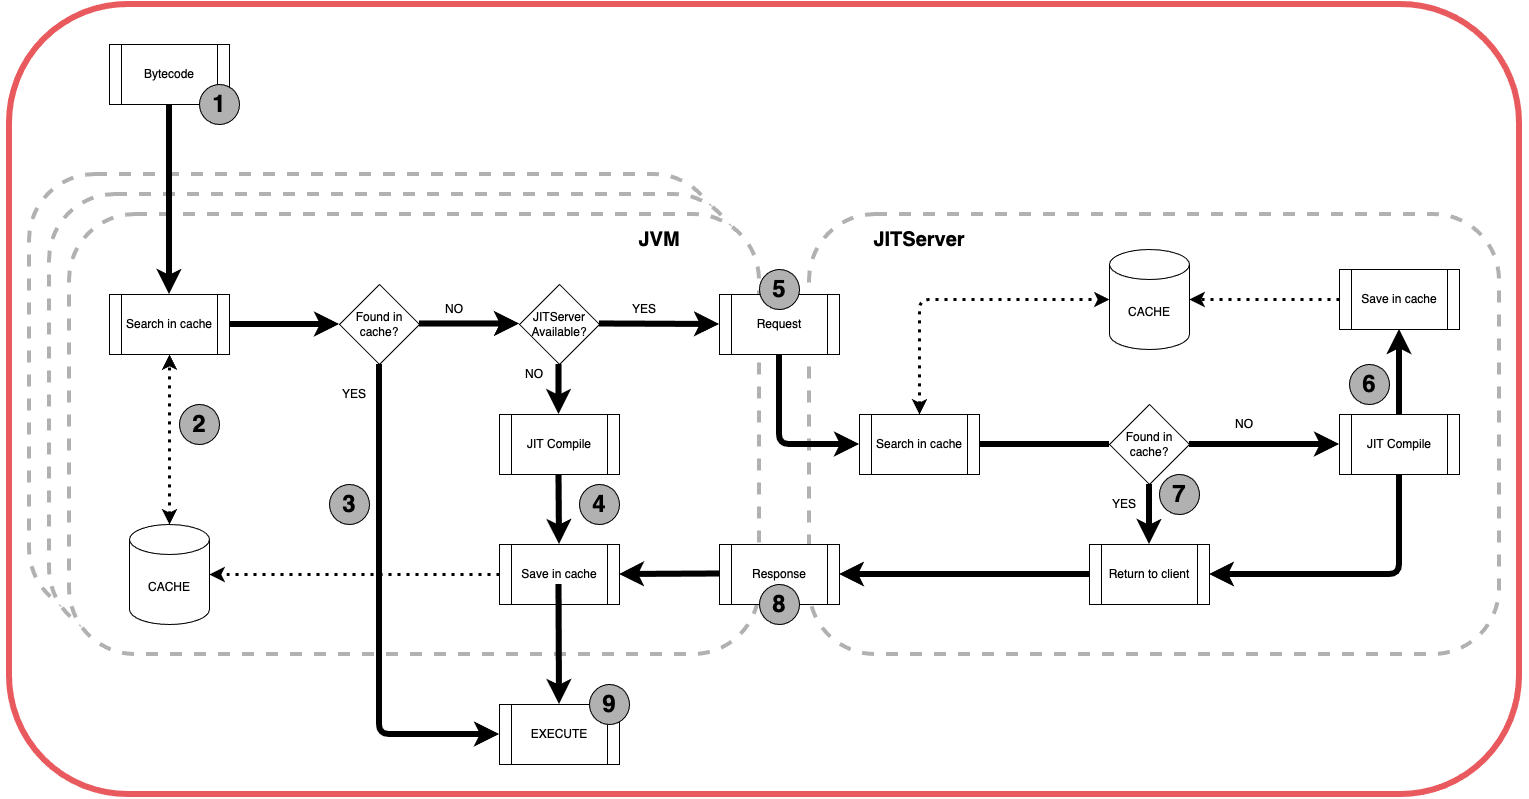 Bytecode
1
JVM
JITServer
5
Search in cache
Found in
cache?
NO
JITServer
Available?
YES
Request
CACHE
Save in cache
YES
NO
2
JIT Compile
Search in cache
Found in
cache?
NO
6
JIT Compile
3
4
YES
7
CACHE
Save in cache
Response
8
Return to client
EXECUTE
9